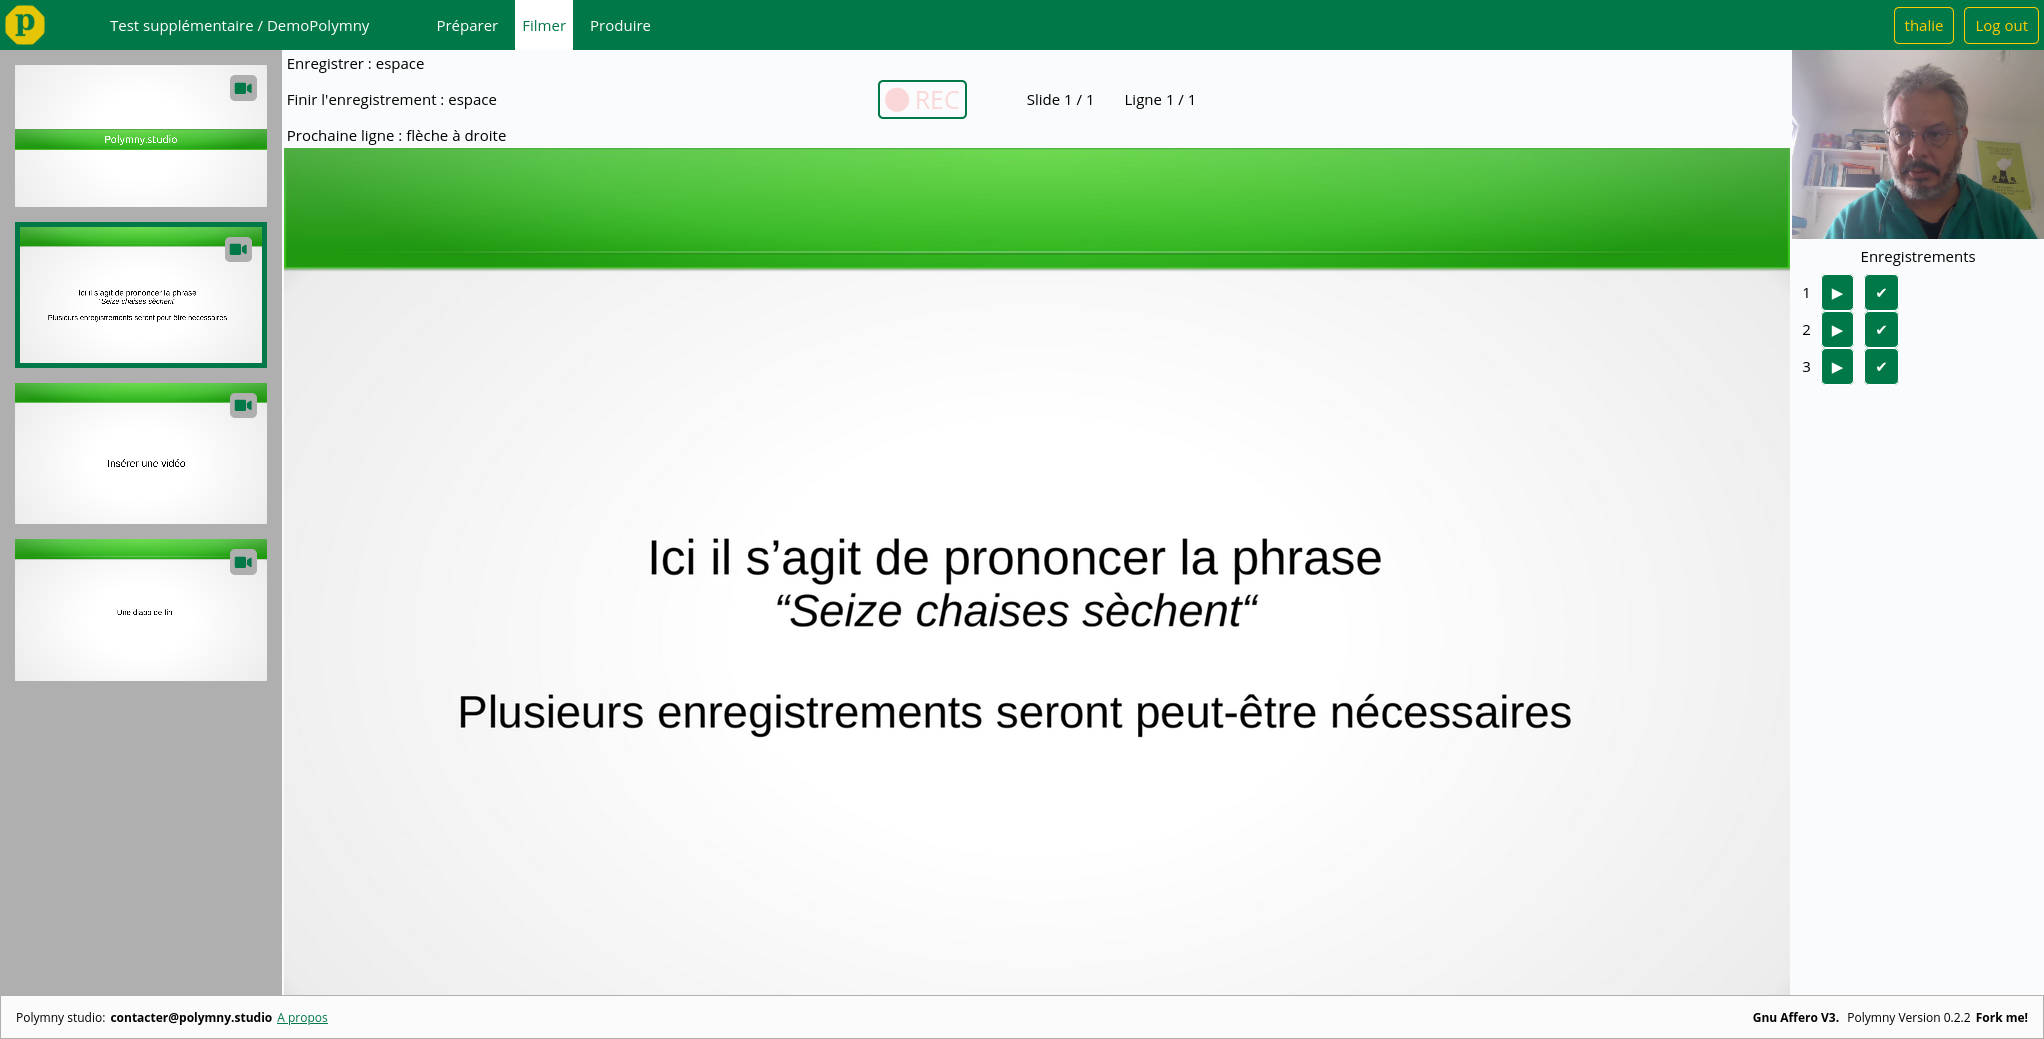 p Test supplémentaire / DemoPolymny Préparer Filmer Produire thalie Log out
Polymny.studio
Ici il s'agit de prononcer la phrase
"Seize chaises sèchent"
Plusieurs enregistrements seront peut-être nécessaires
Insérer une vidéo
Une diapo de fin
Enregistrer : espace
Finir l'enregistrement : espace
REC Slide 1 / 1 Ligne 1 / 1
Prochaine ligne : flèche à droite
Ici il s’agit de prononcer la phrase
“Seize chaises sèchent“
Plusieurs enregistrements seront peut-être nécessaires
Enregistrements
1 ▶ ✔
2 ▶ ✔
3 ▶ ✔
Polymny studio: contacter@polymny.studio A propos
Gnu Affero V3. Polymny Version 0.2.2 Fork me!